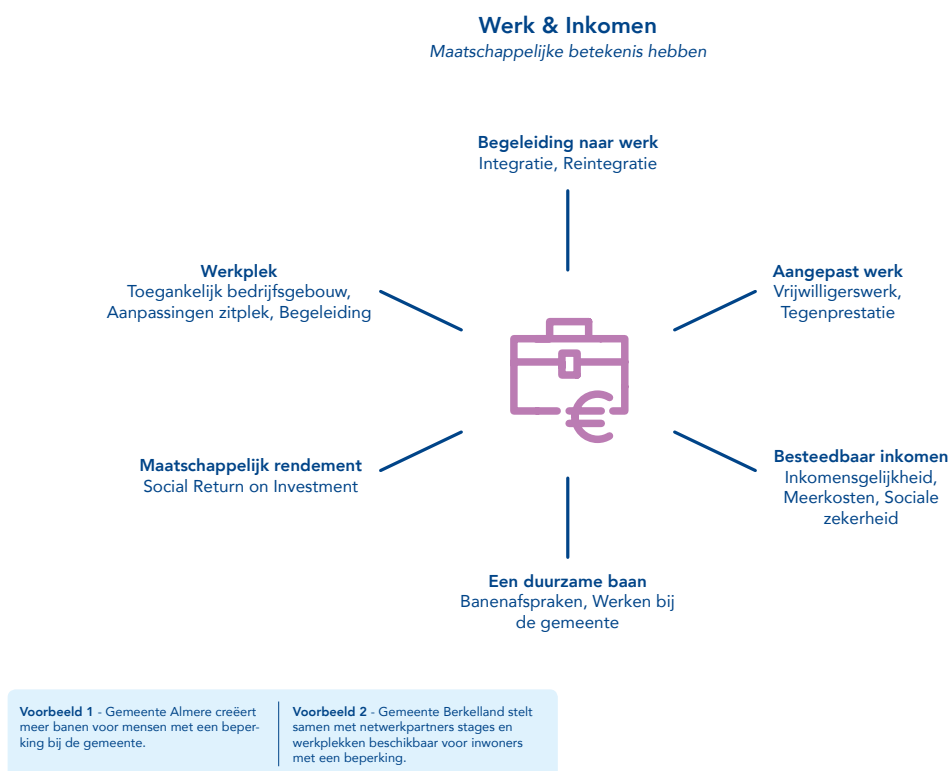 Werk & Inkomen
Maatschappelijke betekenis hebben
Begeleiding naar werk
Integratie, Reintegratie
Werkplek
Toegankelijk bedrijfsgebouw,
Aanpassingen zitplek, Begeleiding
Aangepast werk
Vrijwilligerswerk,
Tegenprestatie
Maatschappelijk rendement
Social Return on Investment
Besteedbaar inkomen
Inkomensgelijkheid,
Meerkosten, Sociale
zekerheid
Een duurzame baan
Banenafspraken, Werken bij
de gemeente
Voorbeeld 1 - Gemeente Almere creëert
meer banen voor mensen met een beper-
king bij de gemeente.
Voorbeeld 2 - Gemeente Berkelland stelt
samen met netwerkpartners stages en
werkplekken beschikbaar voor inwoners
met een beperking.